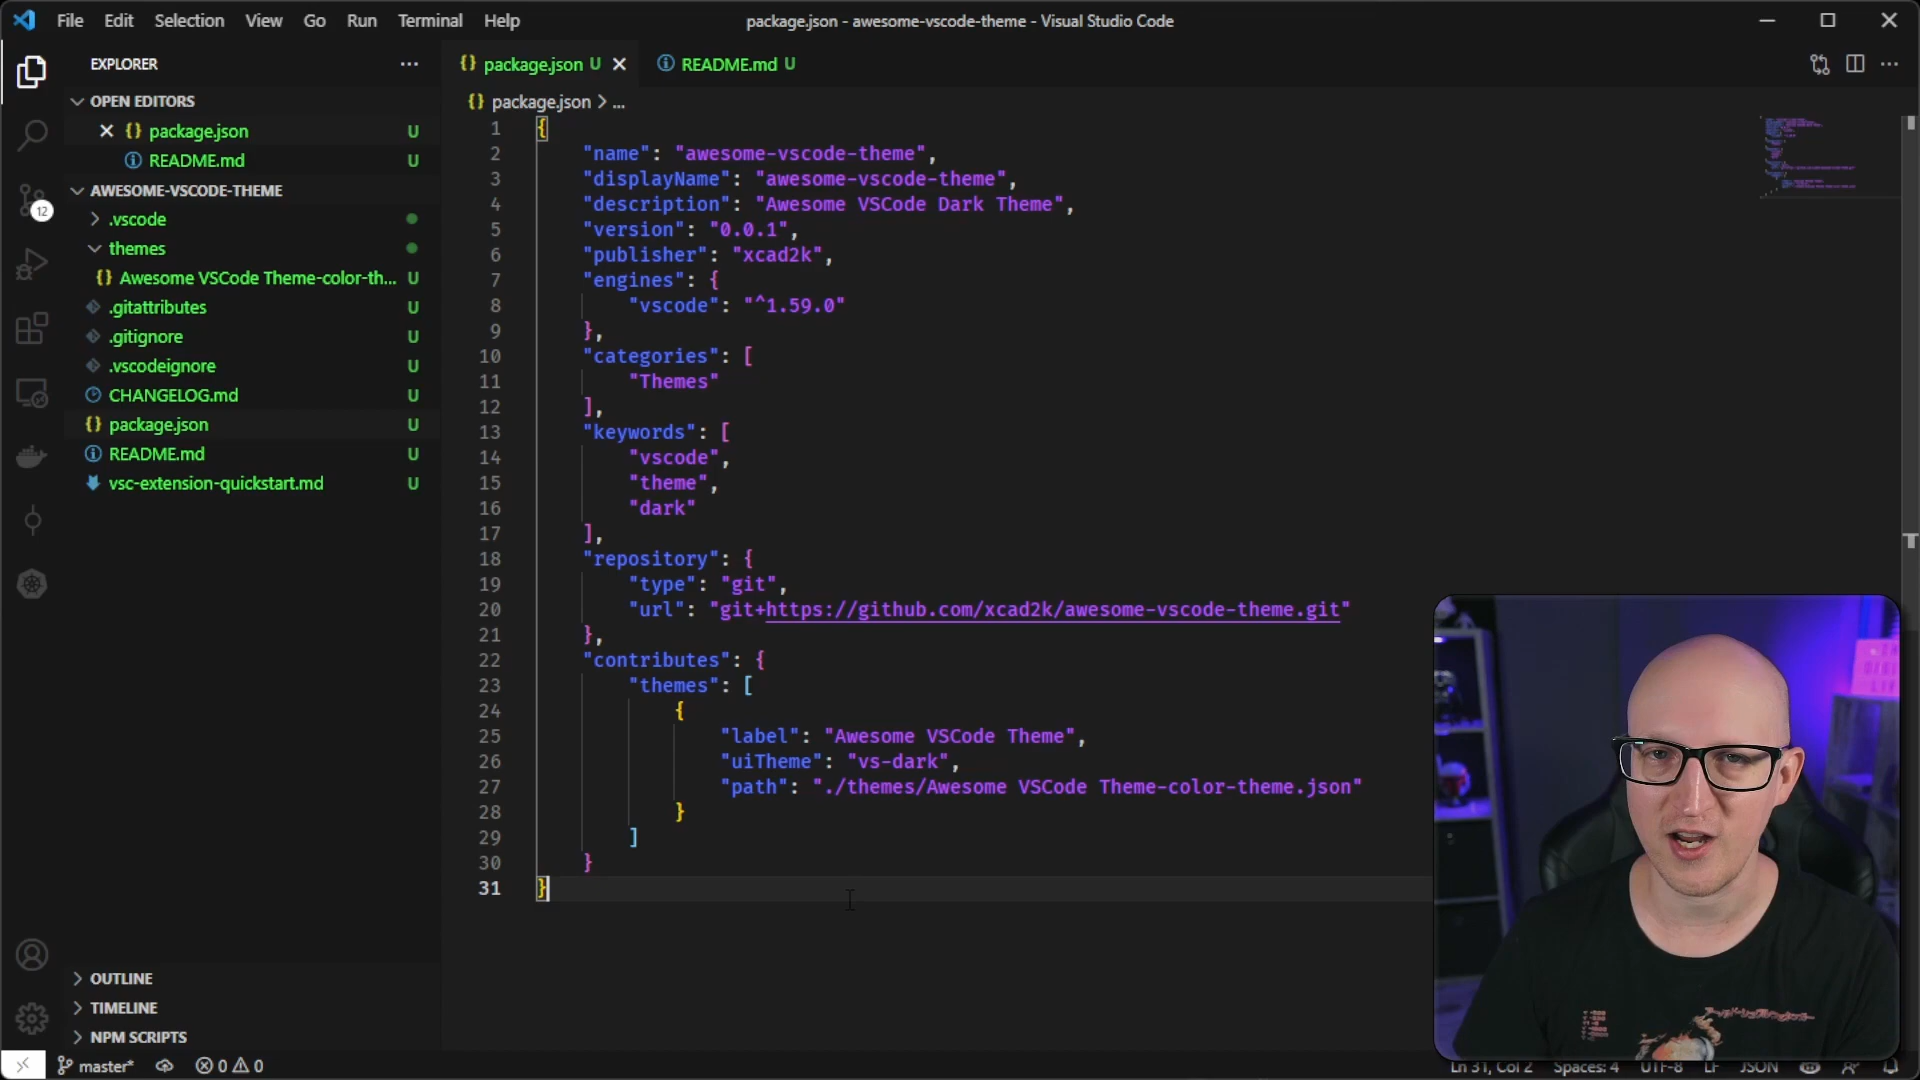 File Edit Selection View Go Run Terminal Help
package.json - awesome-vscode-theme - Visual Studio Code
EXPLORER
OPEN EDITORS
package.json U
README.md U
AWESOME-VSCODE-THEME
.vscode
themes
Awesome VSCode Theme-color-th... U
.gitattributes U
.gitignore U
.vscodeignore U
CHANGELOG.md U
package.json U
README.md U
vsc-extension-quickstart.md U
12
OUTLINE
TIMELINE
NPM SCRIPTS
package.json U README.md U
package.json > ...
1 {
2 "name": "awesome-vscode-theme",
3 "displayName": "awesome-vscode-theme",
4 "description": "Awesome VSCode Dark Theme",
5 "version": "0.0.1",
6 "publisher": "xcad2k",
7 "engines": {
8 "vscode": "^1.59.0"
9 },
10 "categories": [
11 "Themes"
12 ],
13 "keywords": [
14 "vscode",
15 "theme",
16 "dark"
17 ],
18 "repository": {
19 "type": "git",
20 "url": "git+https://github.com/xcad2k/awesome-vscode-theme.git"
21 },
22 "contributes": {
23 "themes": [
24 {
25 "label": "Awesome VSCode Theme",
26 "uiTheme": "vs-dark",
27 "path": "./themes/Awesome VSCode Theme-color-theme.json"
28 }
29 ]
30 }
31 }
master* 0 0
Ln 31, Col 2 Spaces: 4 UTF-8 LF JSON